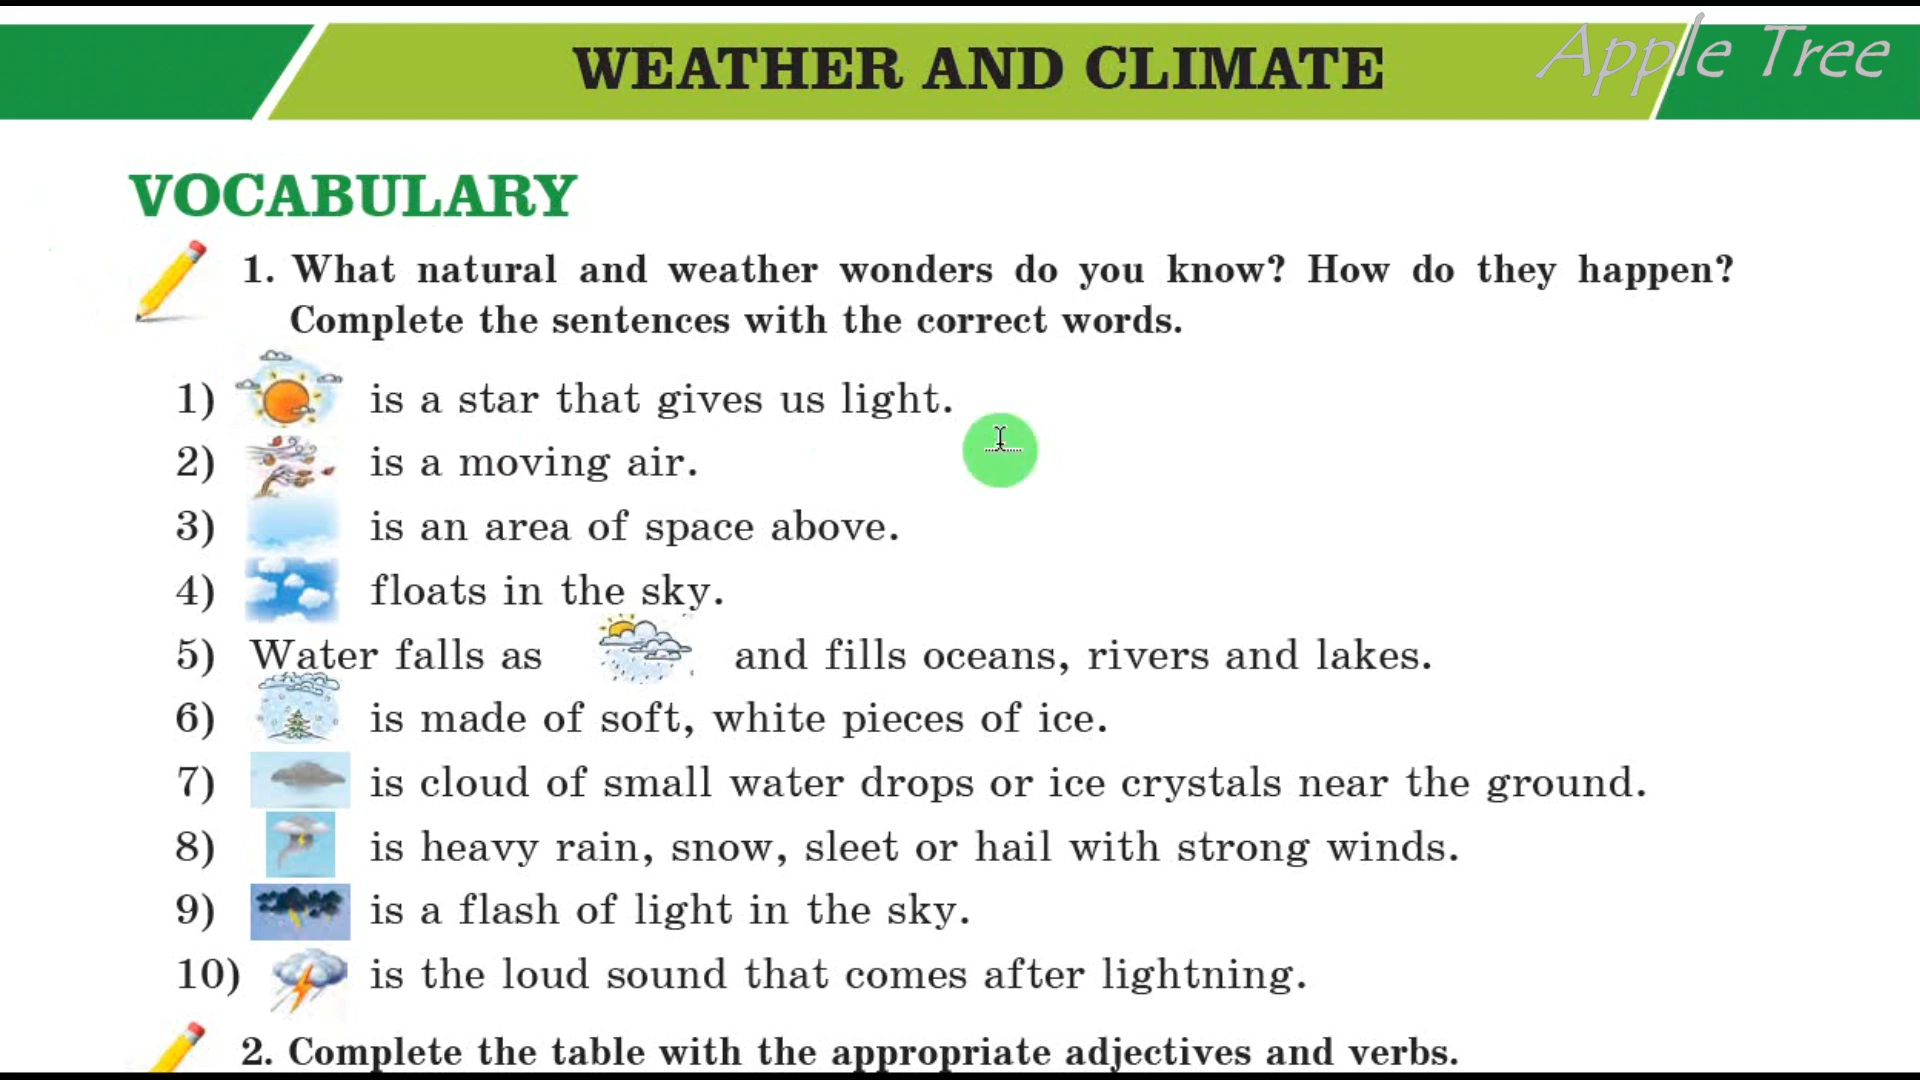 WEATHER AND CLIMATE
Apple Tree
VOCABULARY
1. What natural and weather wonders do you know? How do they happen?
Complete the sentences with the correct words.
1) is a star that gives us light.
2) is a moving air.
3) is an area of space above.
4) floats in the sky.
5) Water falls as and fills oceans, rivers and lakes.
6) is made of soft, white pieces of ice.
7) is cloud of small water drops or ice crystals near the ground.
8) is heavy rain, snow, sleet or hail with strong winds.
9) is a flash of light in the sky.
10) is the loud sound that comes after lightning.
2. Complete the table with the appropriate adjectives and verbs.